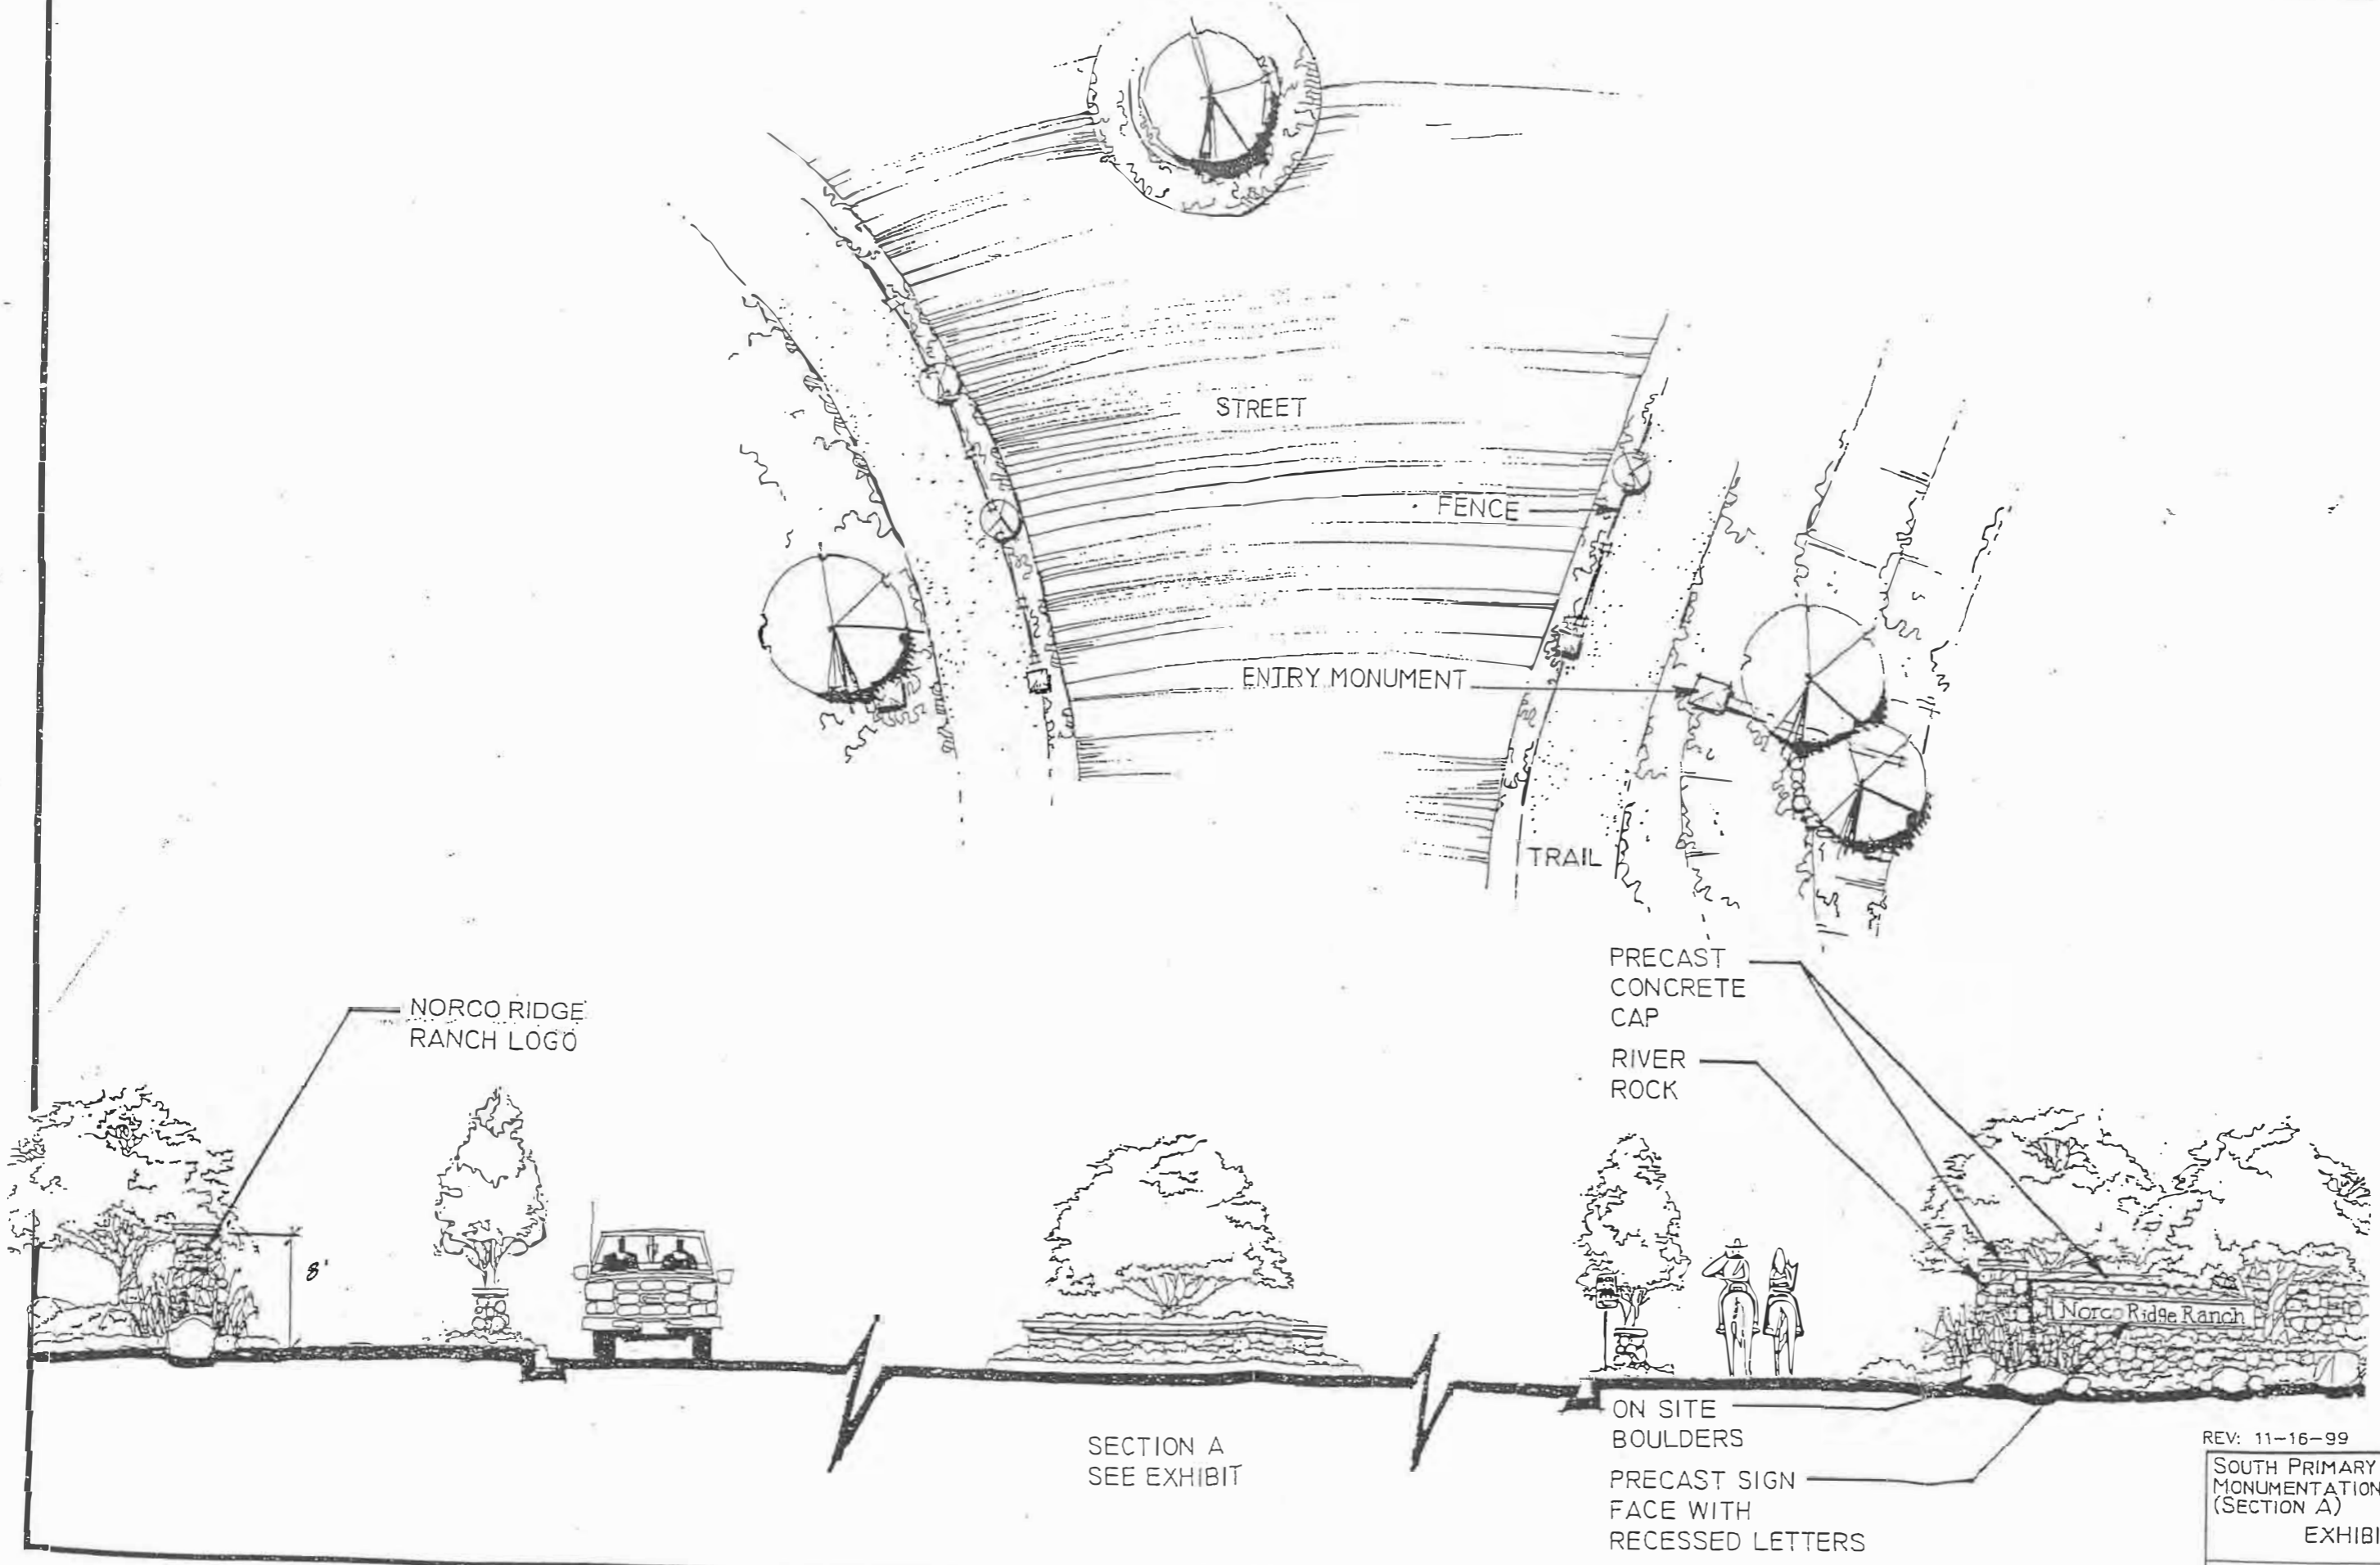 STREET
FENCE
ENTRY MONUMENT
TRAIL
NORCO RIDGE
RANCH LOGO
PRECAST
CONCRETE
CAP
RIVER
ROCK
8'
Norco Ridge Ranch
ON SITE
BOULDERS
SECTION A
SEE EXHIBIT
PRECAST SIGN
FACE WITH
RECESSED LETTERS
REV: 11-16-99
SOUTH PRIMARY
MONUMENTATION
(SECTION A)
EXHIBI